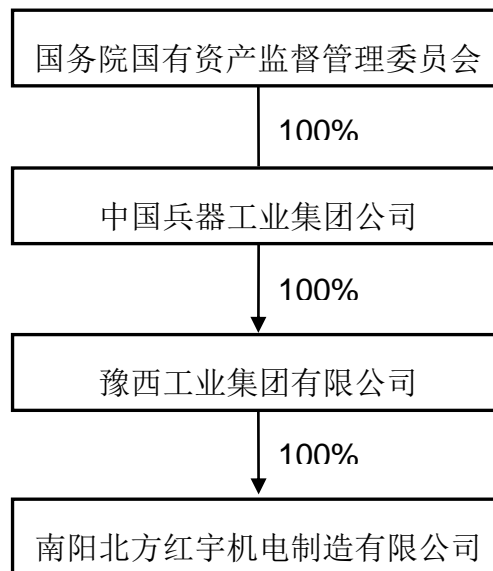 国务院国有资产监督管理委员会
100%
中国兵器工业集团公司
100%
豫西工业集团有限公司
100%
南阳北方红宇机电制造有限公司